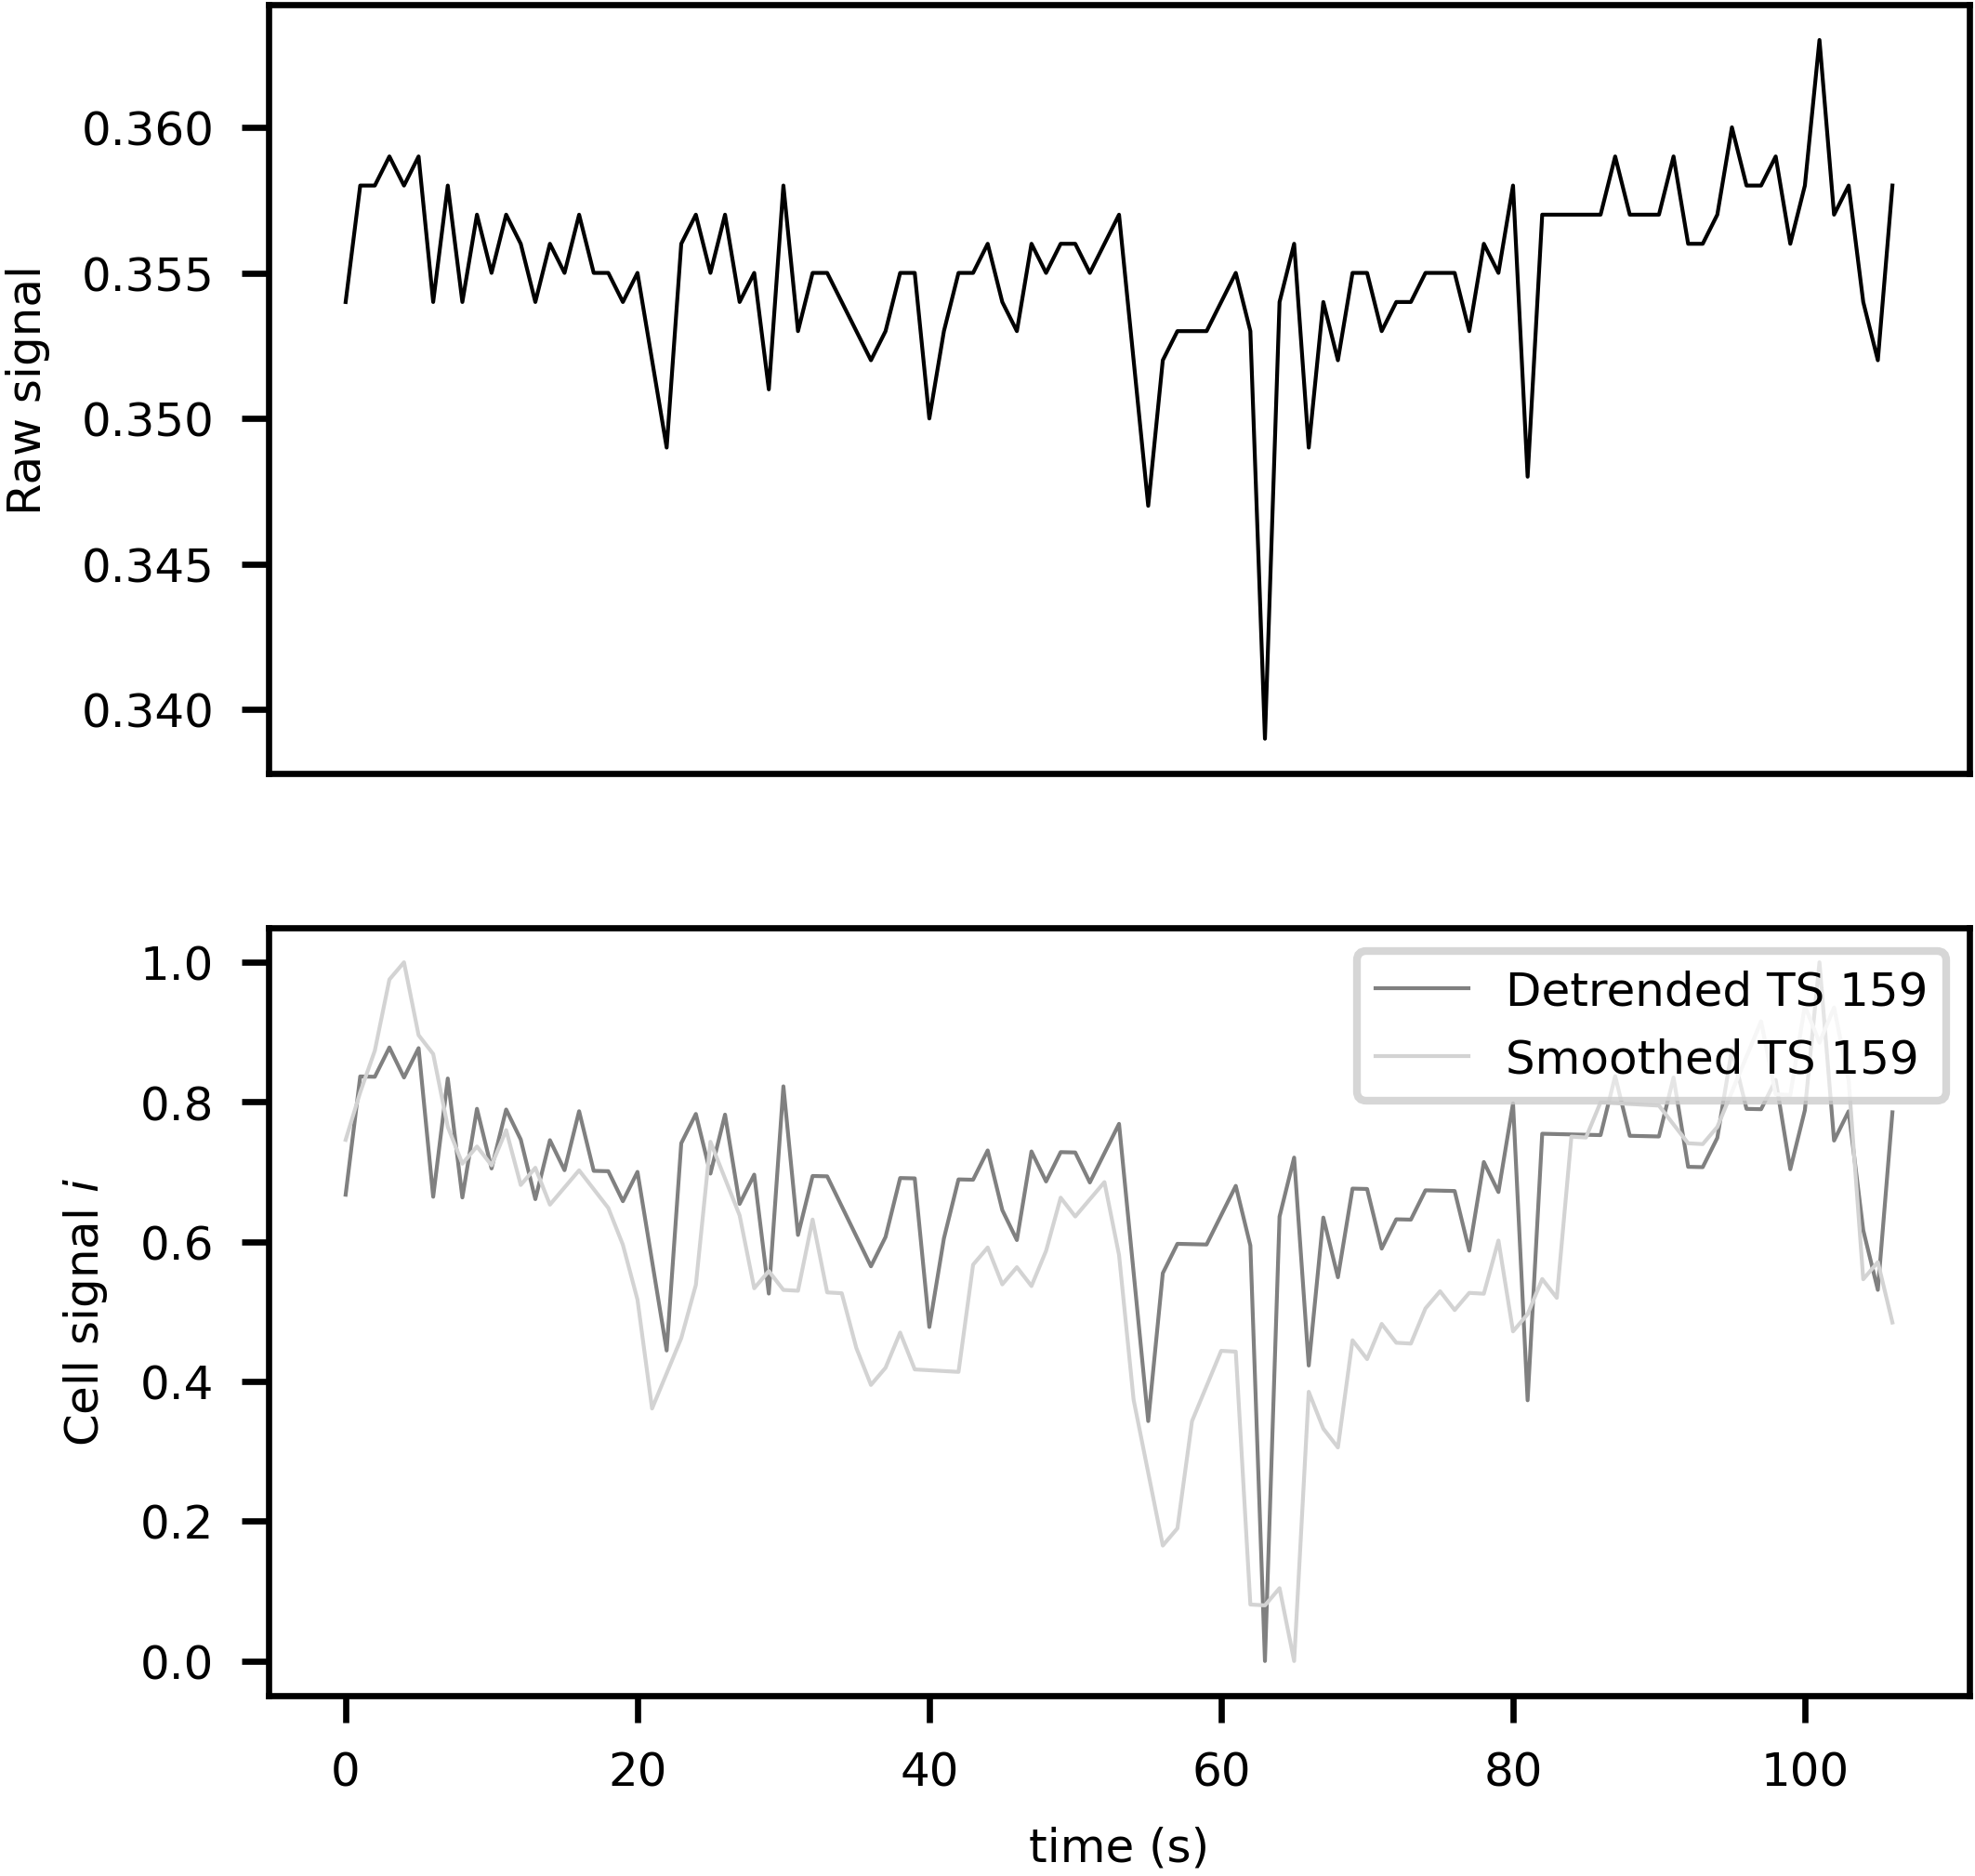 Raw signal
0.360
0.355
0.350
0.345
0.340
Cell signal i
1.0
0.8
0.6
0.4
0.2
0.0
Detrended TS 159
Smoothed TS 159
0 20 40 60 80 100
time (s)